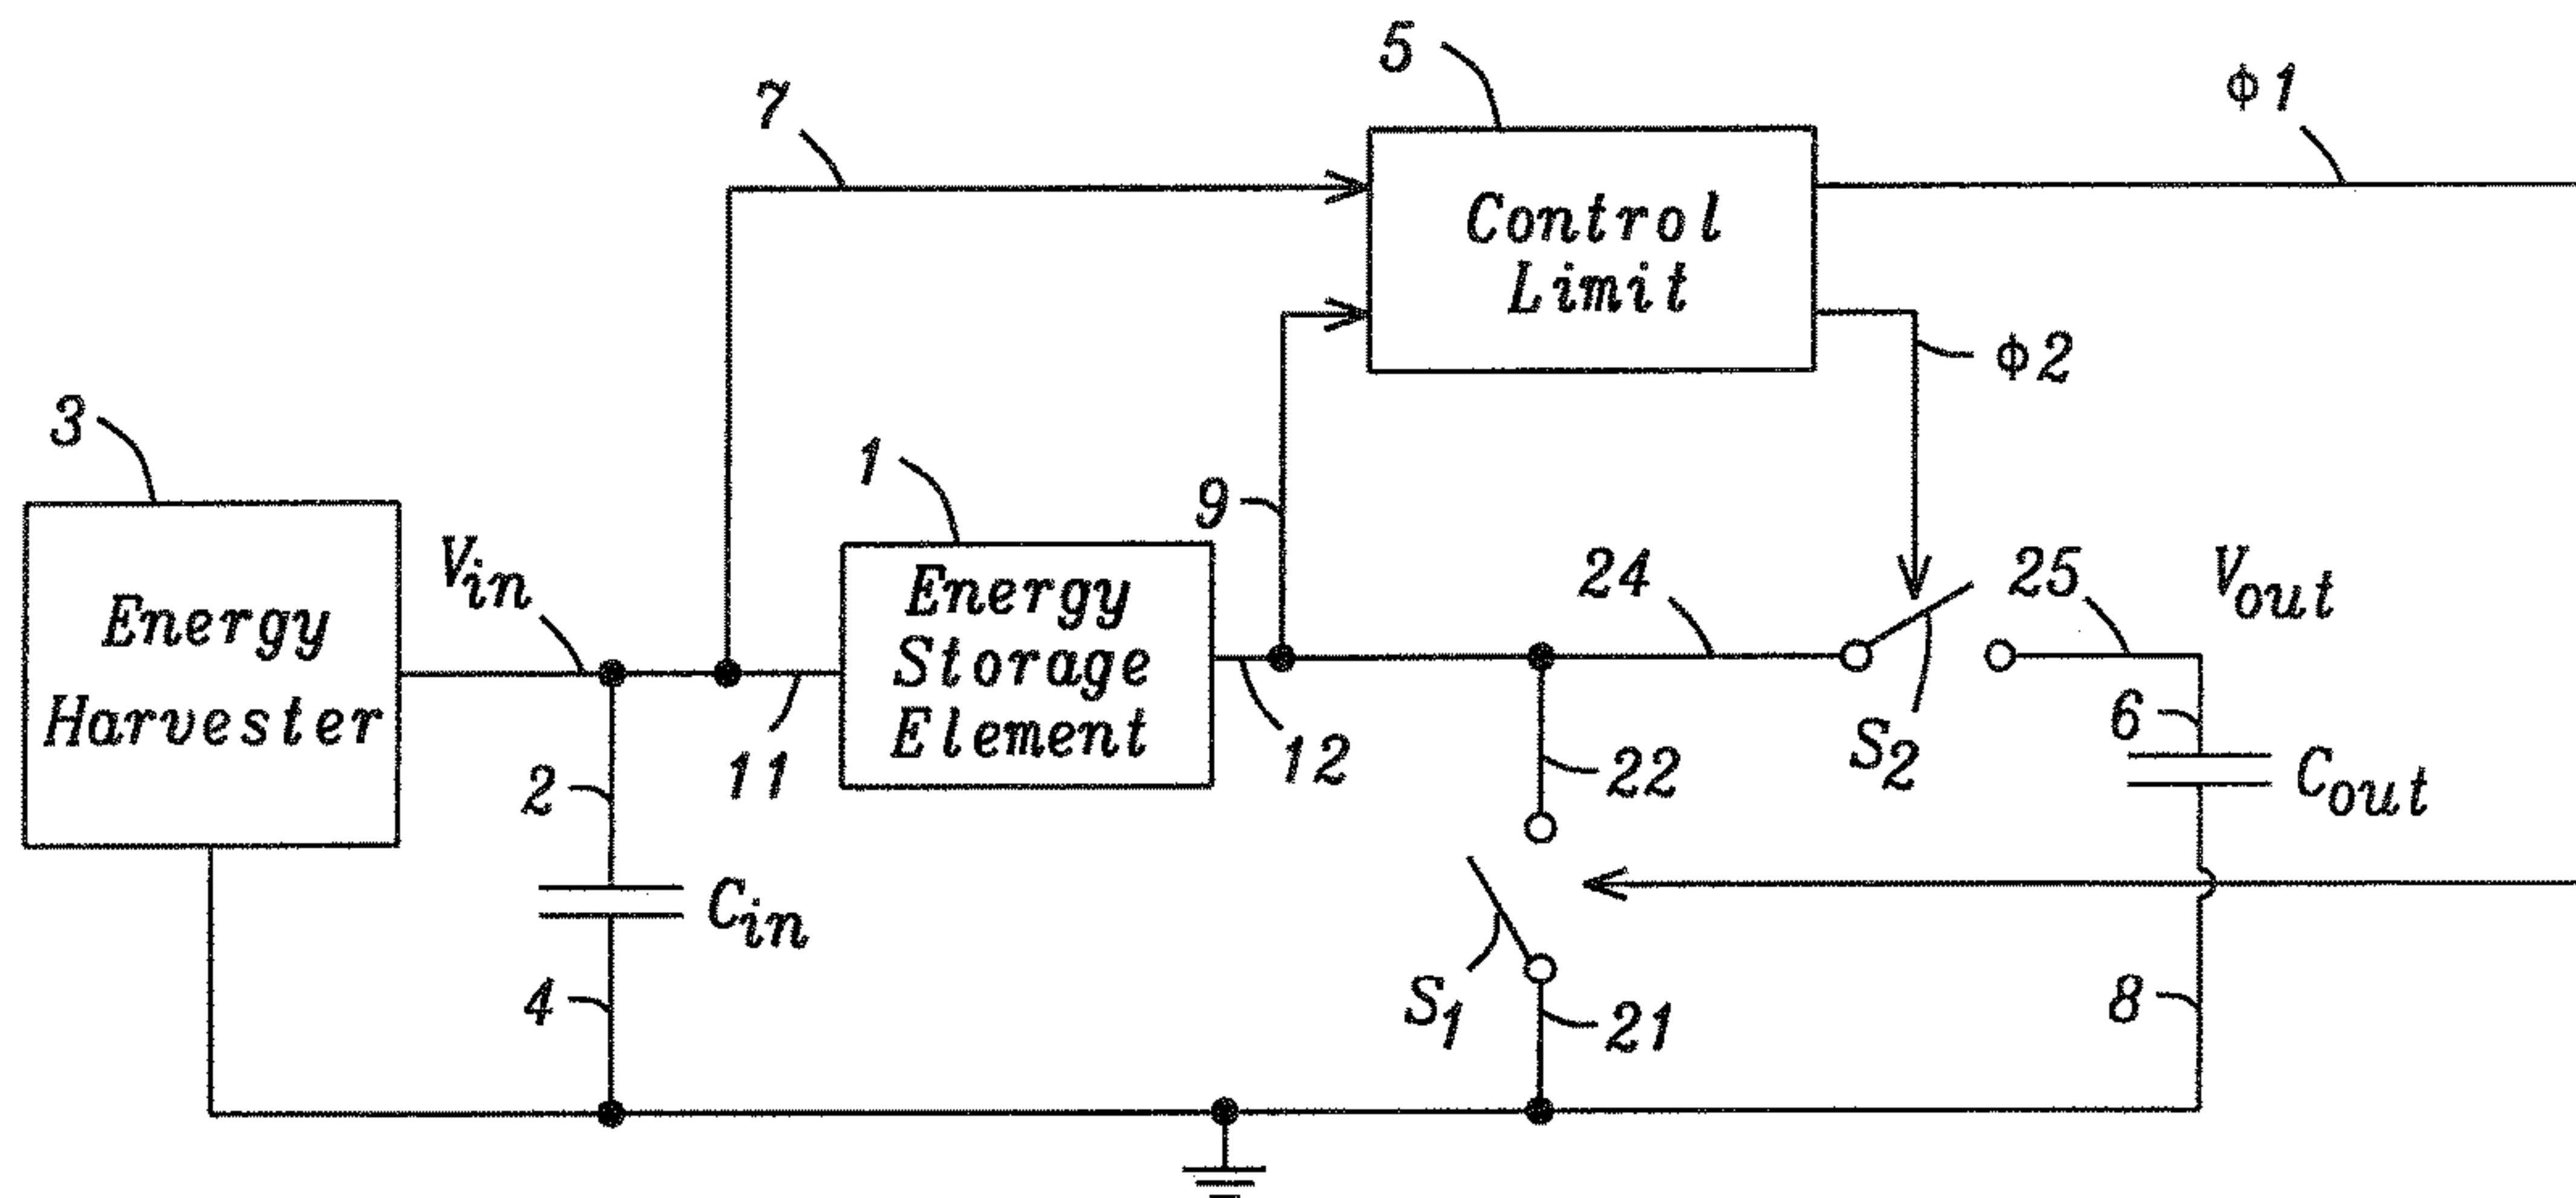 5
ϕ1
7
Control
Limit
ϕ2
3
1
9
Energy
Harvester
Vin
Energy
Storage
Element
24
25
Vout
11
12
2
22
S2
6
Cout
Cin
4
S1
21
8